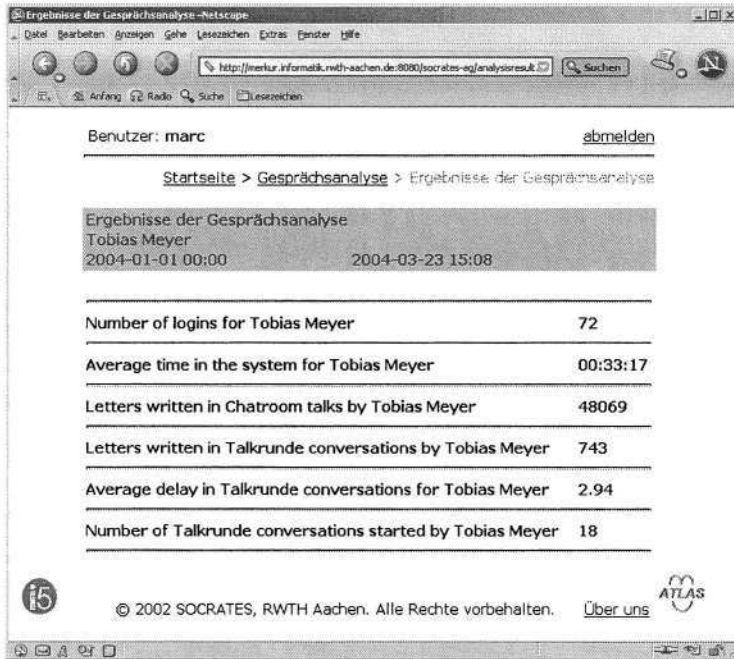 Ergebnisse der Gesprächsanalyse - Netscape
Datei Bearbeiten Anzeigen Gehe Lesezeichen Extras Fenster Hilfe
http://merkur.informatik.rwth-aachen.de:8080/socrates-ag/analysisresult Suchen N
Anfang Radio Suche Lesezeichen
Benutzer: marc abmelden
Startseite > Gesprächsanalyse > Ergebnisse der Gesprächsanalyse
Ergebnisse der Gesprächsanalyse
Tobias Meyer
2004-01-01 00:00 2004-03-23 15:08
Number of logins for Tobias Meyer 72
Average time in the system for Tobias Meyer 00:33:17
Letters written in Chatroom talks by Tobias Meyer 48069
Letters written in Talkrunde conversations by Tobias Meyer 743
Average delay in Talkrunde conversations for Tobias Meyer 2.94
Number of Talkrunde conversations started by Tobias Meyer 18
i5 © 2002 SOCRATES, RWTH Aachen. Alle Rechte vorbehalten. Über uns ATLAS